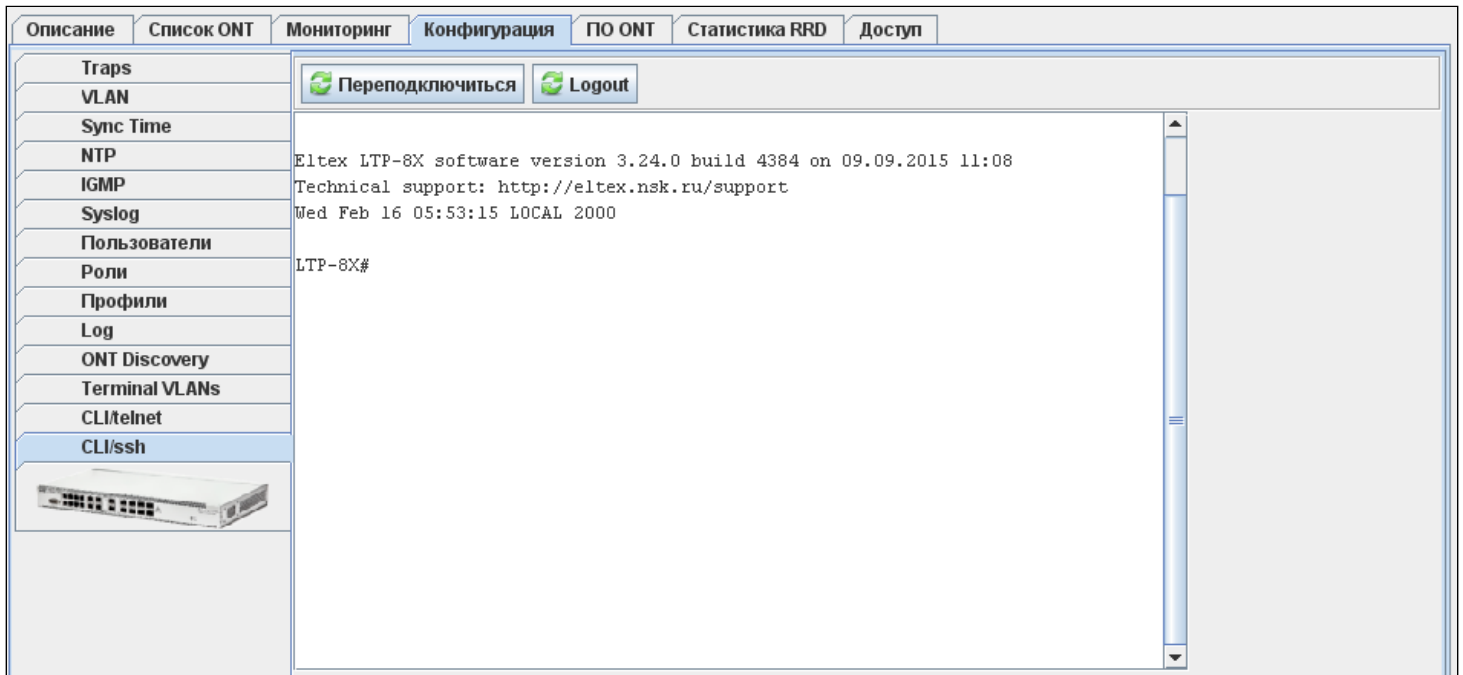 Описание Список ONT Мониторинг Конфигурация ПО ONT Статистика RRD Доступ
Traps
VLAN
Sync Time
NTP
IGMP
Syslog
Пользователи
Роли
Профили
Log
ONT Discovery
Terminal VLANs
CLI/telnet
CLI/ssh
Переподключиться Logout
Eltex LTP-8X software version 3.24.0 build 4384 on 09.09.2015 11:08
Technical support: http://eltex.nsk.ru/support
Wed Feb 16 05:53:15 LOCAL 2000
LTP-8X#